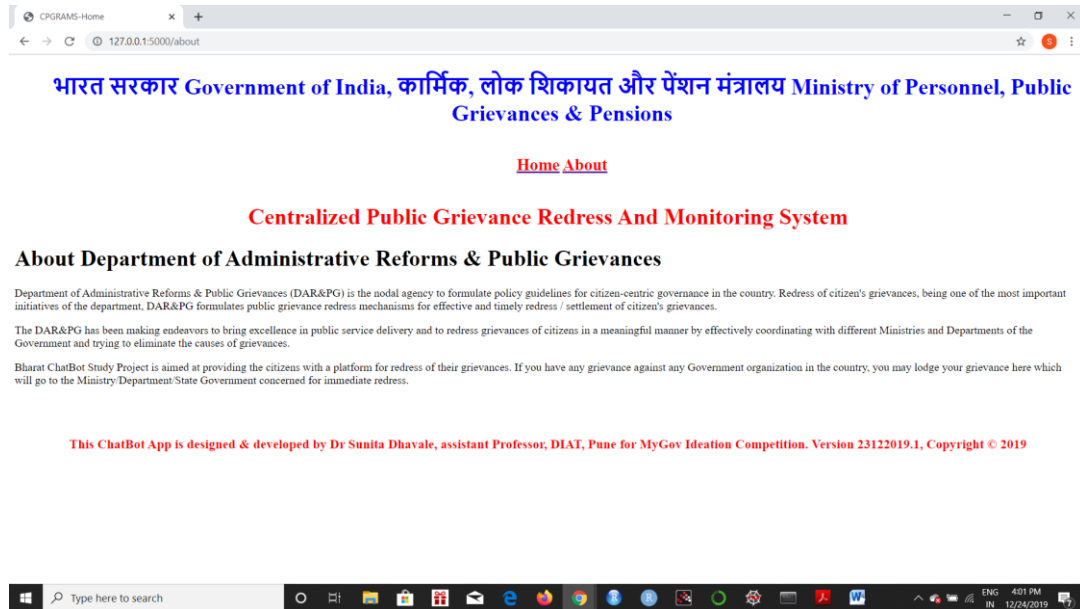 CPGRAMS-Home
127.0.0.1:5000/about
भारत सरकार Government of India, कार्मिक, लोक शिकायत और पेंशन मंत्रालय Ministry of Personnel, Public
Grievances & Pensions
Home About
Centralized Public Grievance Redress And Monitoring System
About Department of Administrative Reforms & Public Grievances
Department of Administrative Reforms & Public Grievances (DAR&PG) is the nodal agency to formulate policy guidelines for citizen-centric governance in the country. Redress of citizen's grievances, being one of the most important
initiatives of the department, DAR&PG formulates public grievance redress mechanisms for effective and timely redress / settlement of citizen's grievances.
The DAR&PG has been making endeavors to bring excellence in public service delivery and to redress grievances of citizens in a meaningful manner by effectively coordinating with different Ministries and Departments of the
Government and trying to eliminate the causes of grievances.
Bharat ChatBot Study Project is aimed at providing the citizens with a platform for redress of their grievances. If you have any grievance against any Government organization in the country, you may lodge your grievance here which
will go to the Ministry/Department/State Government concerned for immediate redress.
This ChatBot App is designed & developed by Dr Sunita Dhavale, assistant Professor, DIAT, Pune for MyGov Ideation Competition. Version 23122019.1, Copyright © 2019
Type here to search
ENG 4:01 PM
IN 12/24/2019